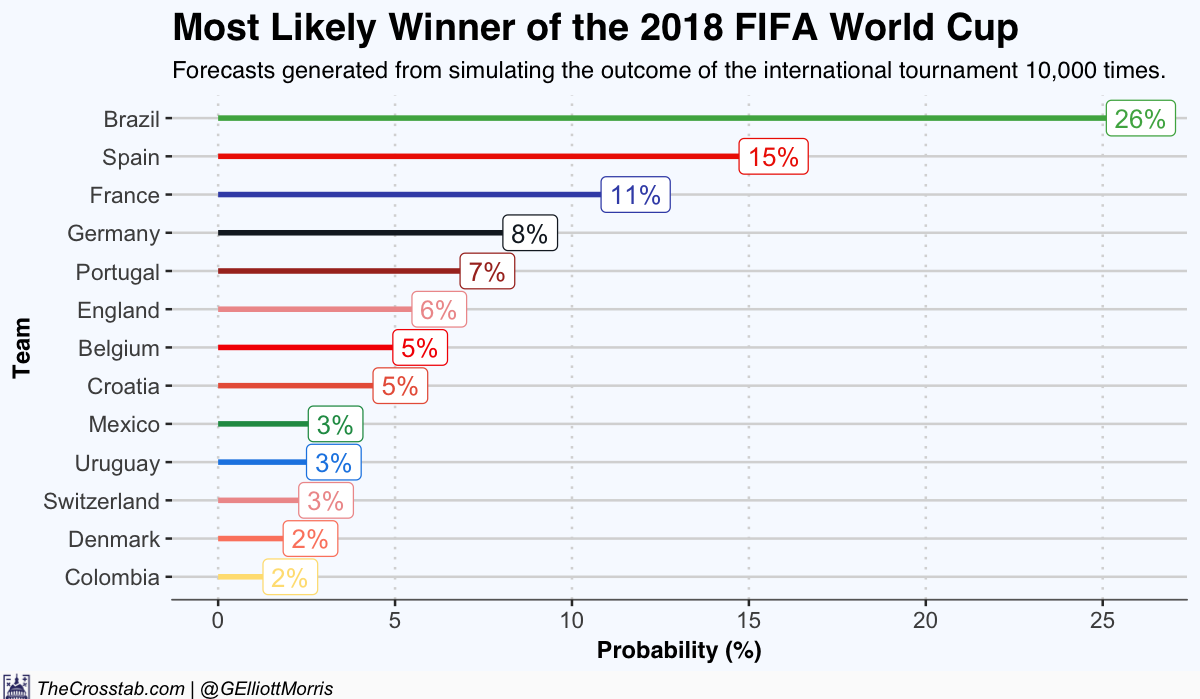 Most Likely Winner of the 2018 FIFA World Cup
Forecasts generated from simulating the outcome of the international tournament 10,000 times.
Team
Brazil 26%
Spain 15%
France 11%
Germany 8%
Portugal 7%
England 6%
Belgium 5%
Croatia 5%
Mexico 3%
Uruguay 3%
Switzerland 3%
Denmark 2%
Colombia 2%
0 5 10 15 20 25
Probability (%)
TheCrosstab.com | @GElliottMorris